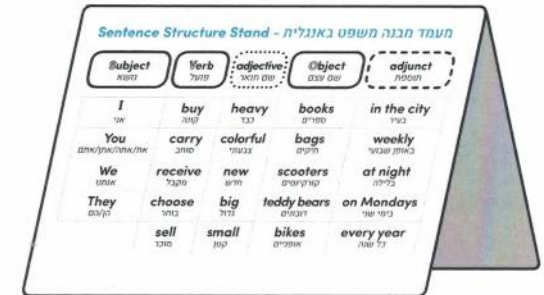 Sentence Structure Stand - מעמד מבנה משפט באנגלית
Subject Verb adjective Object adjunct
נושא פועל שם תואר שם עצם תוספת
I buy heavy books in the city
אני קונה כבד ספרים בעיר
You carry colorful bags weekly
את/אתה/אתן/אתם סוחב צבעוני תיקים באופן שבועי
We receive new scooters at night
אנחנו מקבל חדש קורקינטים בלילה
They choose big teddy bears on Mondays
הן/הם בוחר גדול דובונים בימי שני
sell small bikes every year
מוכר קטן אופניים כל שנה